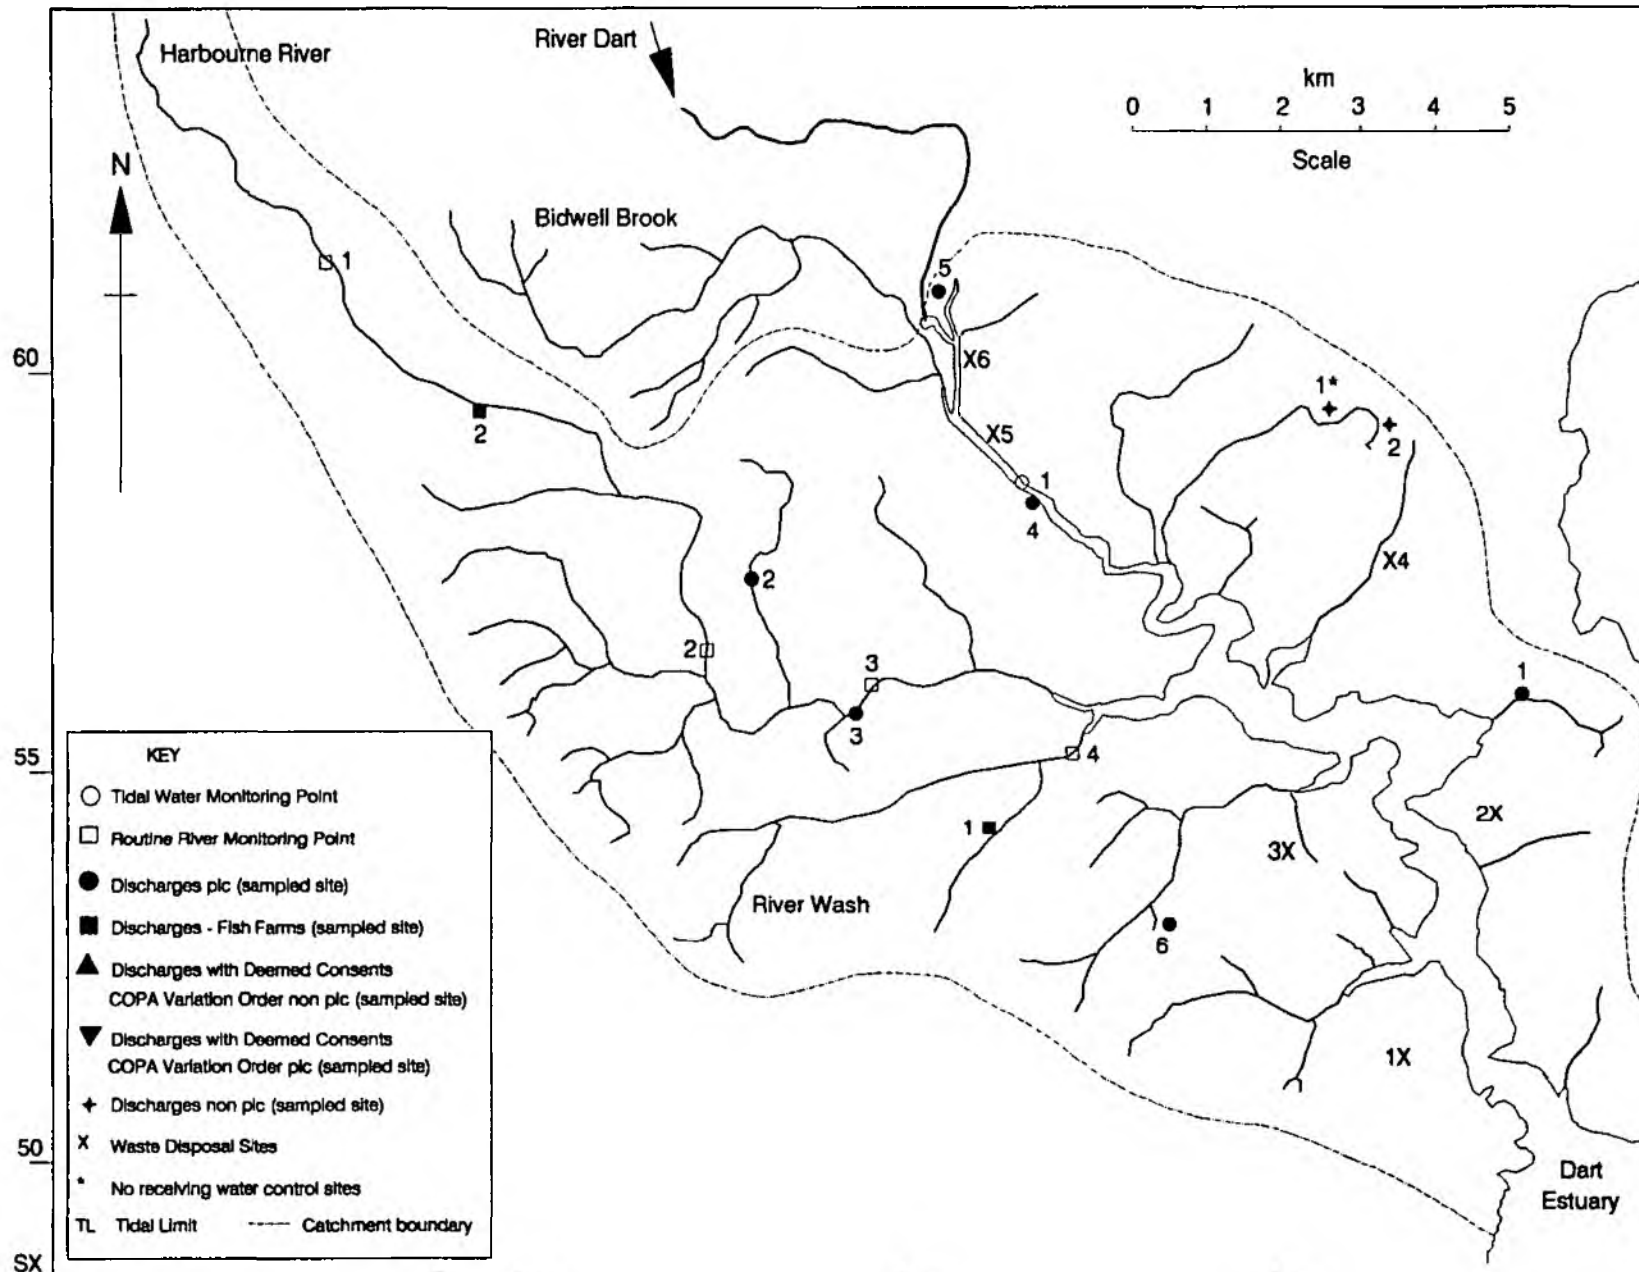 Harbourne River
River Dart
km
0 1 2 3 4 5
Scale
N
Bidwell Brook
1
5
60
X6
1*
2
2
X5
1
4
X4
2
2
3
1
3
4
55
2X
1
3X
River Wash
6
1X
50
Dart
Estuary
SX
KEY
Tidal Water Monitoring Point
Routine River Monitoring Point
Discharges plc (sampled site)
Discharges - Fish Farms (sampled site)
Discharges with Deemed Consents
COPA Variation Order non plc (sampled site)
Discharges with Deemed Consents
COPA Variation Order plc (sampled site)
Discharges non plc (sampled site)
X Waste Disposal Sites
* No receiving water control sites
TL Tidal Limit
Catchment boundary